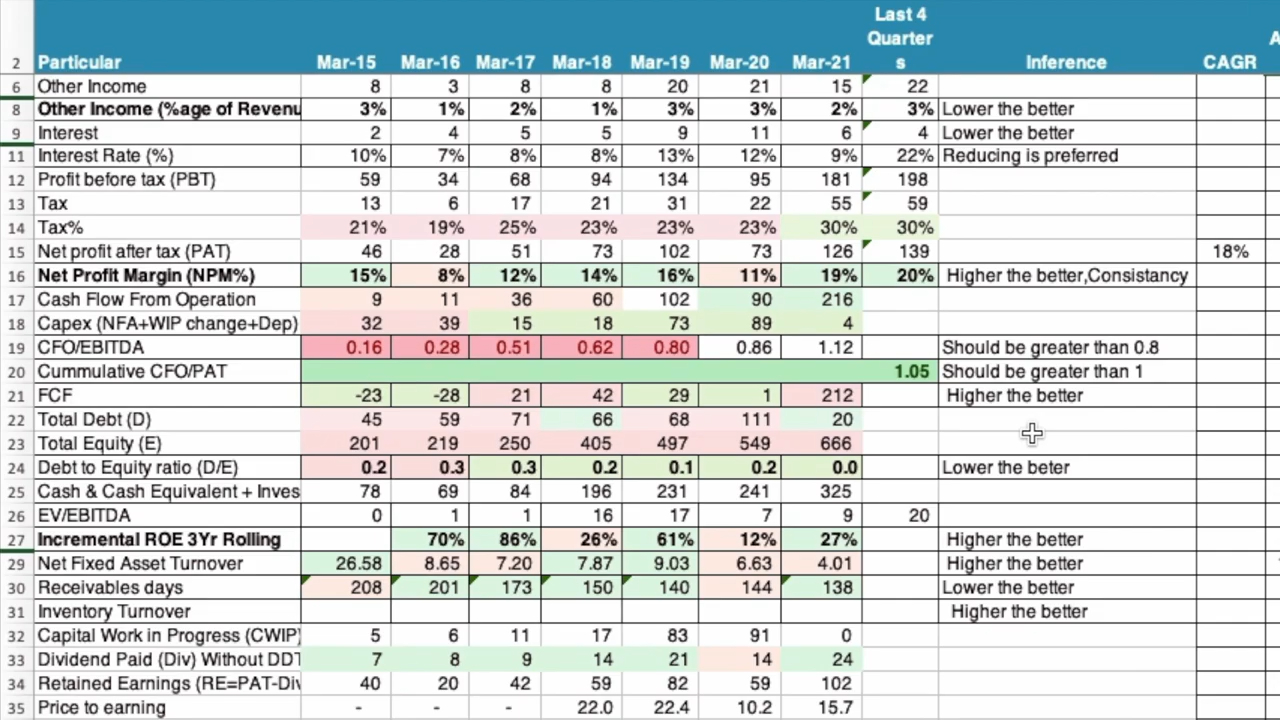 2 Particular Mar-15 Mar-16 Mar-17 Mar-18 Mar-19 Mar-20 Mar-21 Last 4 Quarter s Inference CAGR A
6 Other Income 8 3 8 8 20 21 15 22
8 Other Income (%age of Revenu 3% 1% 2% 1% 3% 3% 2% 3% Lower the better
9 Interest 2 4 5 5 9 11 6 4 Lower the better
11 Interest Rate (%) 10% 7% 8% 8% 13% 12% 9% 22% Reducing is preferred
12 Profit before tax (PBT) 59 34 68 94 134 95 181 198
13 Tax 13 6 17 21 31 22 55 59
14 Tax% 21% 19% 25% 23% 23% 23% 30% 30%
15 Net profit after tax (PAT) 46 28 51 73 102 73 126 139 18%
16 Net Profit Margin (NPM%) 15% 8% 12% 14% 16% 11% 19% 20% Higher the better,Consistancy
17 Cash Flow From Operation 9 11 36 60 102 90 216
18 Capex (NFA+WIP change+Dep) 32 39 15 18 73 89 4
19 CFO/EBITDA 0.16 0.28 0.51 0.62 0.80 0.86 1.12 Should be greater than 0.8
20 Cummulative CFO/PAT 1.05 Should be greater than 1
21 FCF -23 -28 21 42 29 1 212 Higher the better
22 Total Debt (D) 45 59 71 66 68 111 20
23 Total Equity (E) 201 219 250 405 497 549 666
24 Debt to Equity ratio (D/E) 0.2 0.3 0.3 0.2 0.1 0.2 0.0 Lower the beter
25 Cash & Cash Equivalent + Inves 78 69 84 196 231 241 325
26 EV/EBITDA 0 1 1 16 17 7 9 20
27 Incremental ROE 3Yr Rolling 70% 86% 26% 61% 12% 27% Higher the better
29 Net Fixed Asset Turnover 26.58 8.65 7.20 7.87 9.03 6.63 4.01 Higher the better
30 Receivables days 208 201 173 150 140 144 138 Lower the better
31 Inventory Turnover Higher the better
32 Capital Work in Progress (CWIP) 5 6 11 17 83 91 0
33 Dividend Paid (Div) Without DDT 7 8 9 14 21 14 24
34 Retained Earnings (RE=PAT-Div 40 20 42 59 82 59 102
35 Price to earning - - - 22.0 22.4 10.2 15.7